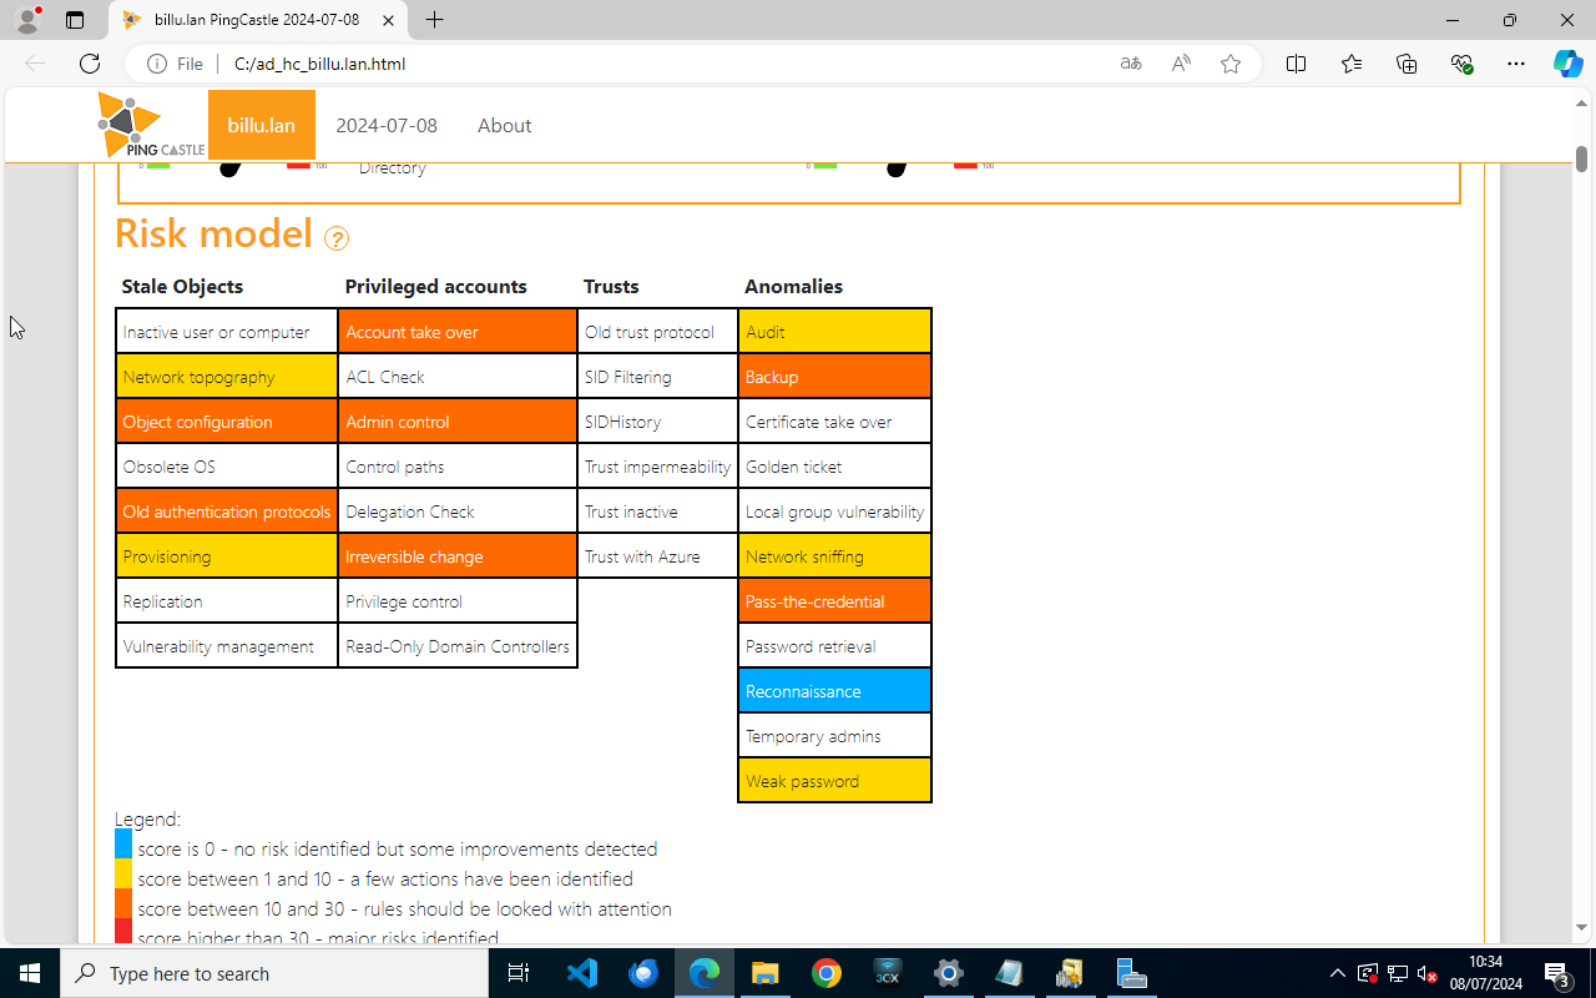 billu.lan PingCastle 2024-07-08
File C:/ad_hc_billu.lan.html
PING CASTLE billu.lan 2024-07-08 About
Directory
Risk model ?
Stale Objects Privileged accounts Trusts Anomalies
Inactive user or computer Account take over Old trust protocol Audit
Network topography ACL Check SID Filtering Backup
Object configuration Admin control SIDHistory Certificate take over
Obsolete OS Control paths Trust impermeability Golden ticket
Old authentication protocols Delegation Check Trust inactive Local group vulnerability
Provisioning Irreversible change Trust with Azure Network sniffing
Replication Privilege control Pass-the-credential
Vulnerability management Read-Only Domain Controllers Password retrieval
Reconnaissance
Temporary admins
Weak password
Legend:
score is 0 - no risk identified but some improvements detected
score between 1 and 10 - a few actions have been identified
score between 10 and 30 - rules should be looked with attention
score higher than 30 - major risks identified
Type here to search
3CX
10:34
08/07/2024
3